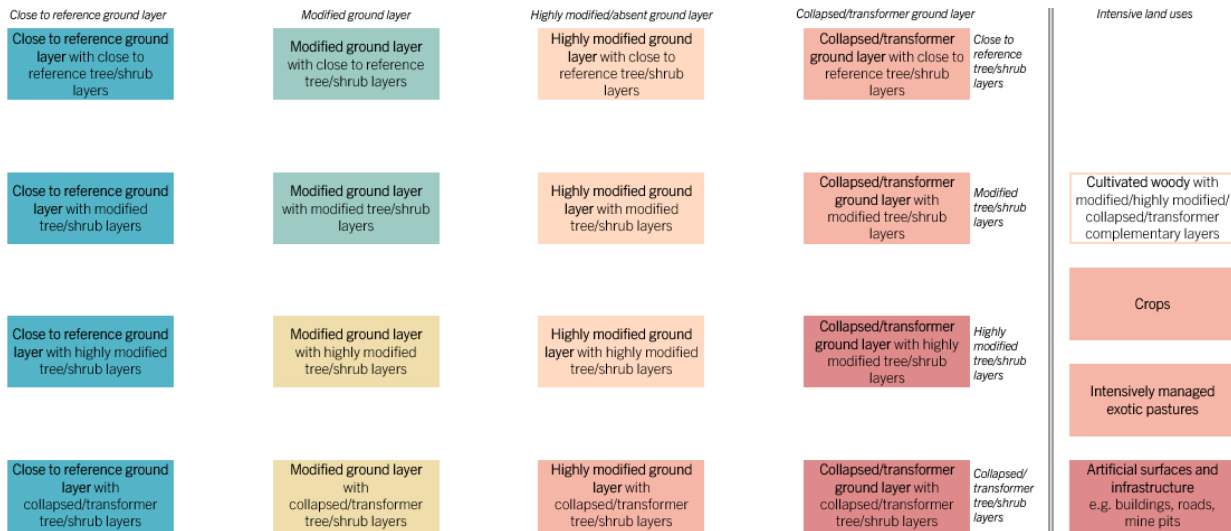 Close to reference ground layer
Modified ground layer
Highly modified/absent ground layer
Collapsed/transformer ground layer
Intensive land uses
Close to reference ground
layer with close to
reference tree/shrub
layers
Modified ground layer
with close to reference
tree/shrub layers
Highly modified ground
layer with close to
reference tree/shrub
layers
Collapsed/transformer
ground layer with close to
reference tree/shrub
layers
Close to
reference
tree/shrub
layers
Close to reference ground
layer with modified
tree/shrub layers
Modified ground layer
with modified tree/shrub
layers
Highly modified ground
layer with modified
tree/shrub layers
Collapsed/transformer
ground layer with
modified tree/shrub
layers
Modified
tree/shrub
layers
Cultivated woody with
modified/highly modified/
collapsed/transformer
complementary layers
Crops
Close to reference ground
layer with highly modified
tree/shrub layers
Modified ground layer
with highly modified
tree/shrub layers
Highly modified ground
layer with highly modified
tree/shrub layers
Collapsed/transformer
ground layer with highly
modified tree/shrub
layers
Highly
modified
tree/shrub
layers
Intensively managed
exotic pastures
Close to reference ground
layer with
collapsed/transformer
tree/shrub layers
Modified ground layer
with
collapsed/transformer
tree/shrub layers
Highly modified ground
layer with
collapsed/transformer
tree/shrub layers
Collapsed/transformer
ground layer with
collapsed/transformer
tree/shrub layers
Collapsed/
transformer
tree/shrub
layers
Artificial surfaces and
infrastructure
e.g. buildings, roads,
mine pits